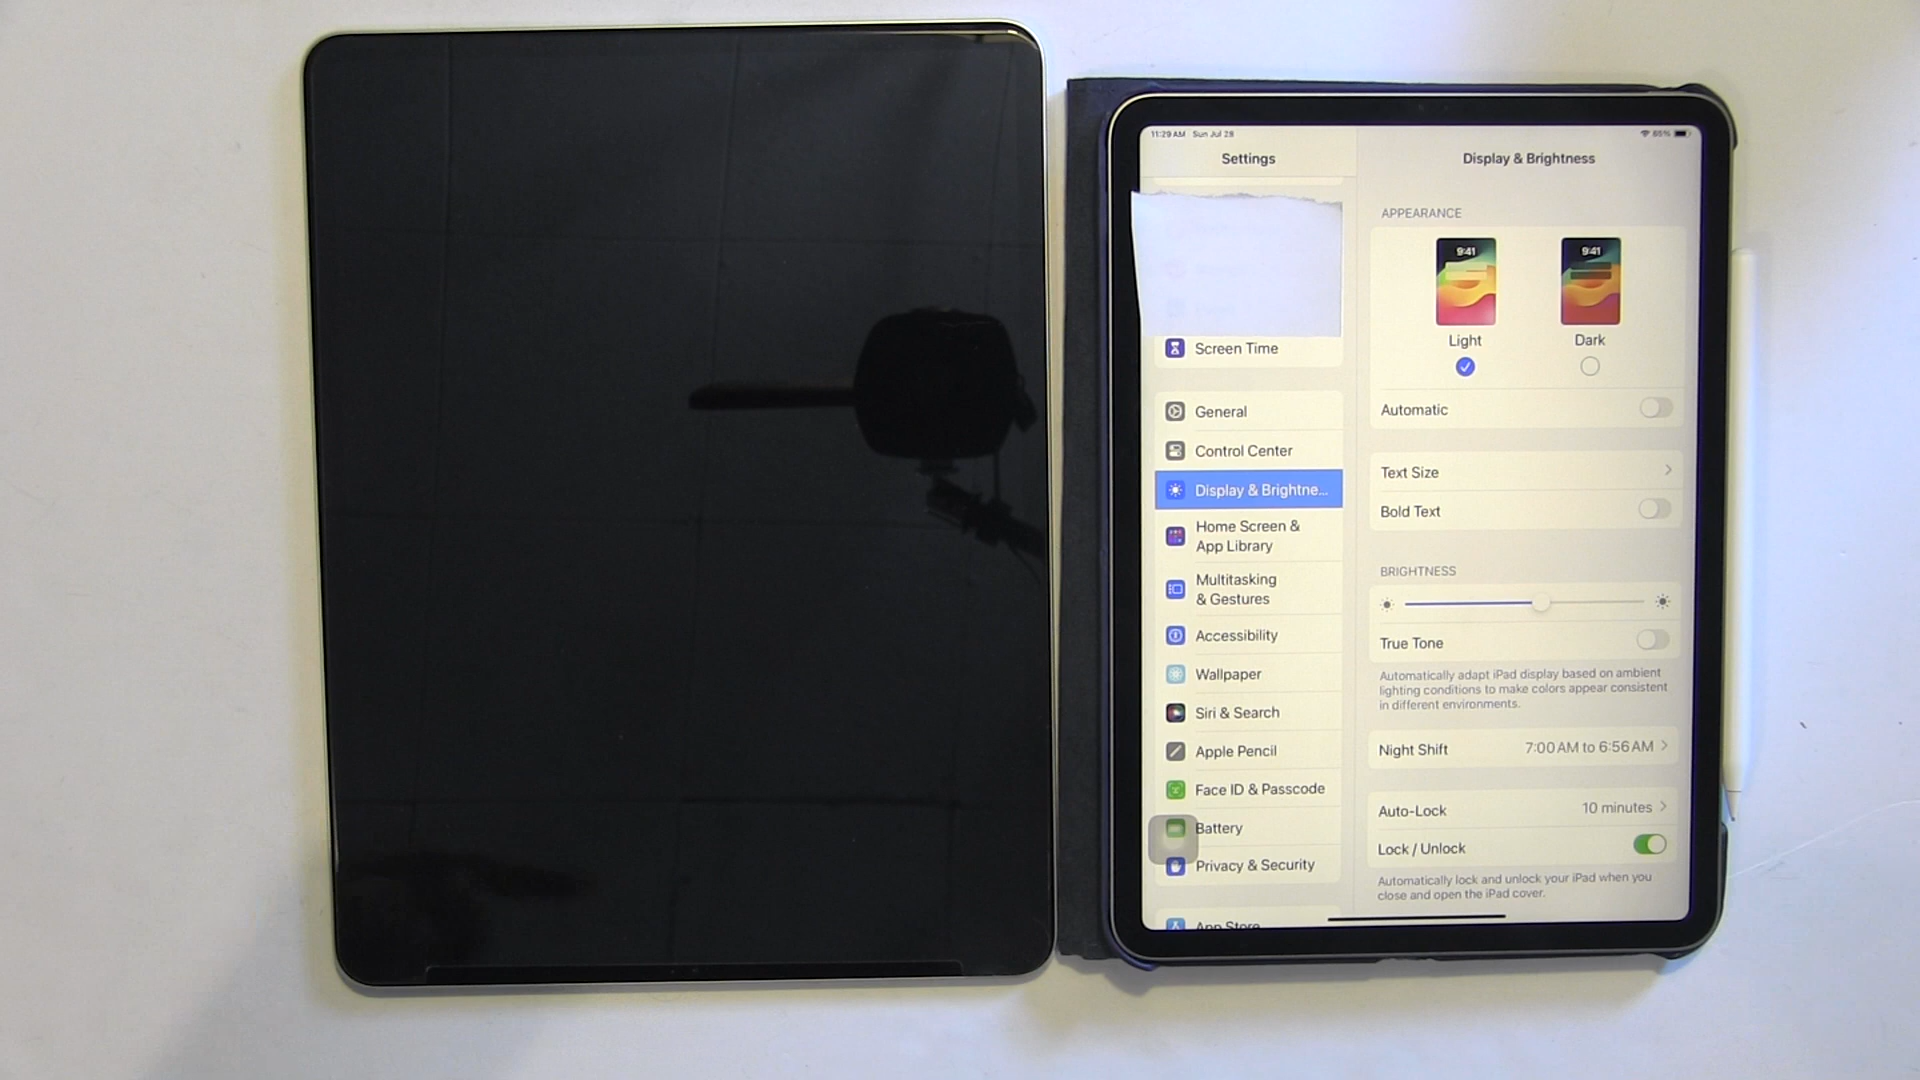 11:29 AM Sun Jul 28
65%
Settings
Screen Time
General
Control Center
Display & Brightne...
Home Screen &
App Library
Multitasking
& Gestures
Accessibility
Wallpaper
Siri & Search
Apple Pencil
Face ID & Passcode
Battery
Privacy & Security
App Store
Display & Brightness
APPEARANCE
9:41
9:41
Light
Dark
Automatic
Text Size
Bold Text
BRIGHTNESS
True Tone
Automatically adapt iPad display based on ambient
lighting conditions to make colors appear consistent
in different environments.
Night Shift 7:00 AM to 6:56 AM
Auto-Lock 10 minutes
Lock / Unlock
Automatically lock and unlock your iPad when you
close and open the iPad cover.